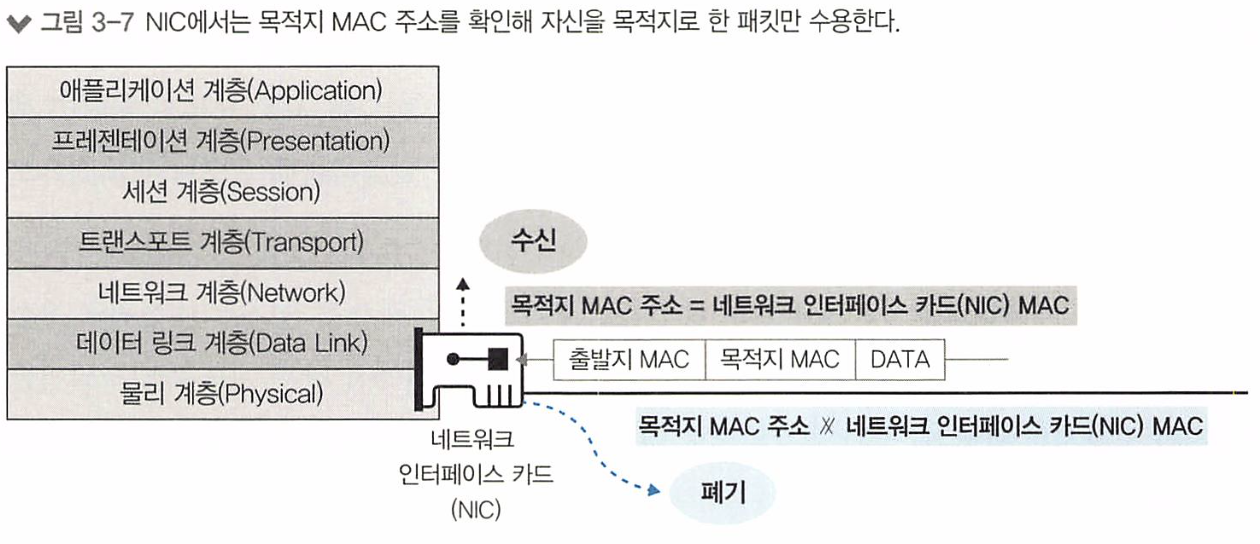 그림 3-7 NIC에서는 목적지 MAC 주소를 확인해 자신을 목적지로 한 패킷만 수용한다.
애플리케이션 계층(Application)
프레젠테이션 계층(Presentation)
세션 계층(Session)
트랜스포트 계층(Transport)
네트워크 계층(Network)
데이터 링크 계층(Data Link)
물리 계층(Physical)
수신
목적지 MAC 주소 = 네트워크 인터페이스 카드(NIC) MAC
출발지 MAC 목적지 MAC DATA
목적지 MAC 주소 ※ 네트워크 인터페이스 카드(NIC) MAC
네트워크
인터페이스 카드
(NIC)
폐기